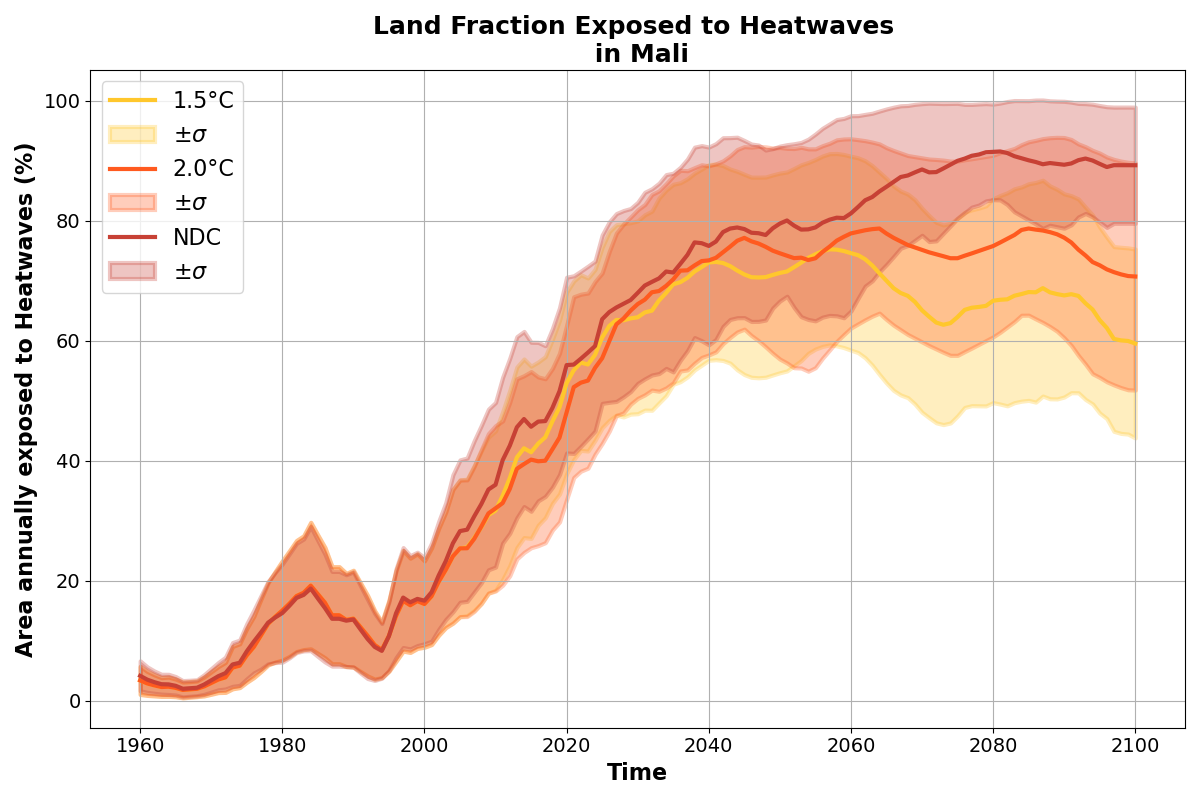 Land Fraction Exposed to Heatwaves
in Mali
Area annually exposed to Heatwaves (%)
100
80
60
40
20
0
1.5°C
±σ
2.0°C
±σ
NDC
±σ
1960 1980 2000 2020 2040 2060 2080 2100
Time